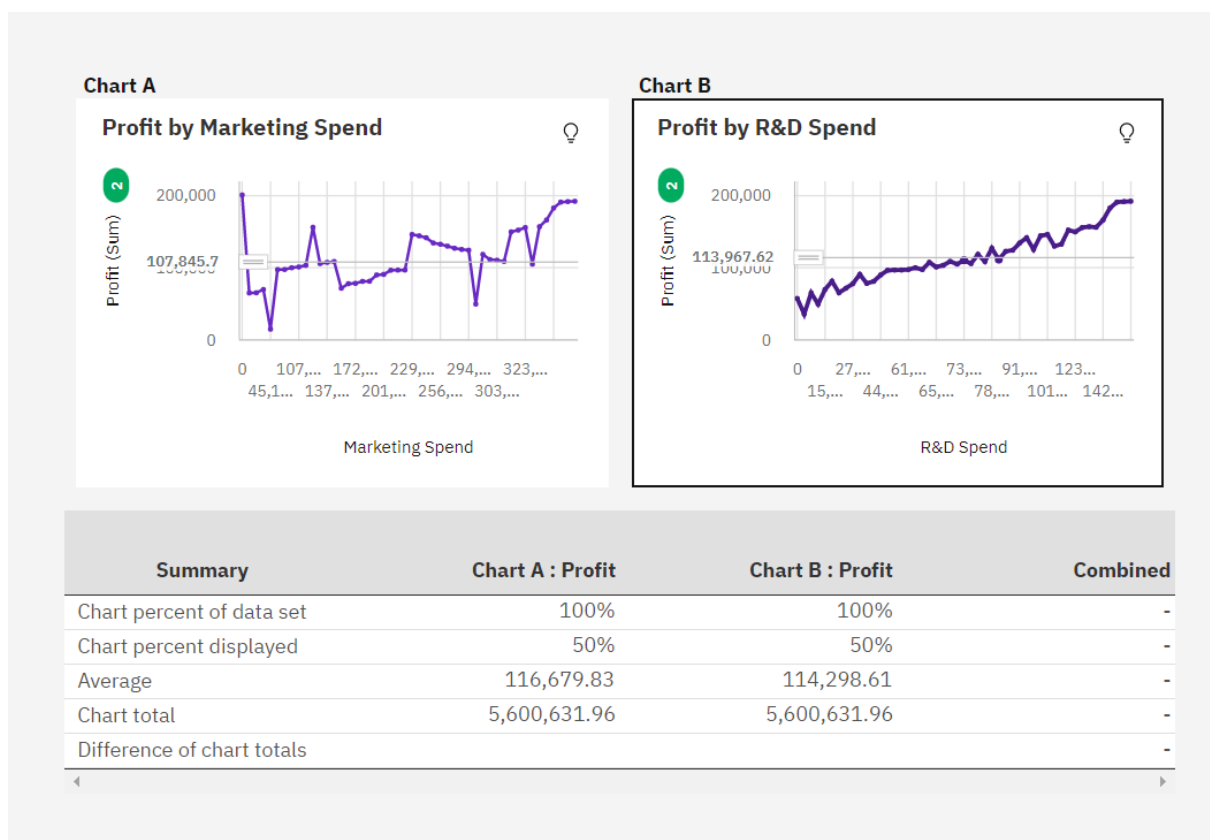 Chart A
Profit by Marketing Spend
2
Profit (Sum)
200,000
107,845.7
100,000
0
0 107,... 172,... 229,... 294,... 323,...
45,1... 137,... 201,... 256,... 303,...
Marketing Spend
Chart B
Profit by R&D Spend
2
Profit (Sum)
200,000
113,967.62
100,000
0
0 27,... 61,... 73,... 91,... 123...
15,... 44,... 65,... 78,... 101... 142...
R&D Spend
Summary Chart A : Profit Chart B : Profit Combined
Chart percent of data set 100% 100% -
Chart percent displayed 50% 50% -
Average 116,679.83 114,298.61 -
Chart total 5,600,631.96 5,600,631.96 -
Difference of chart totals -